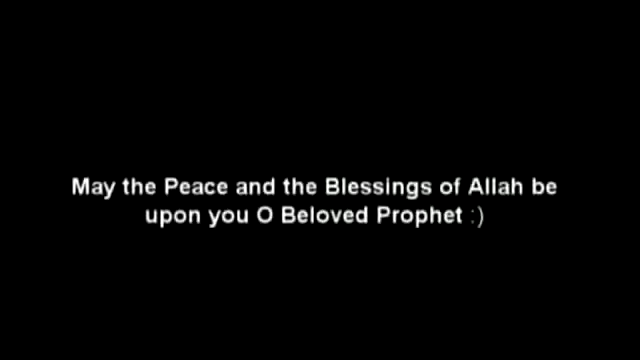 May the Peace and the Blessings of Allah be
upon you O Beloved Prophet :)